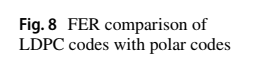 Fig. 8 FER comparison of
LDPC codes with polar codes